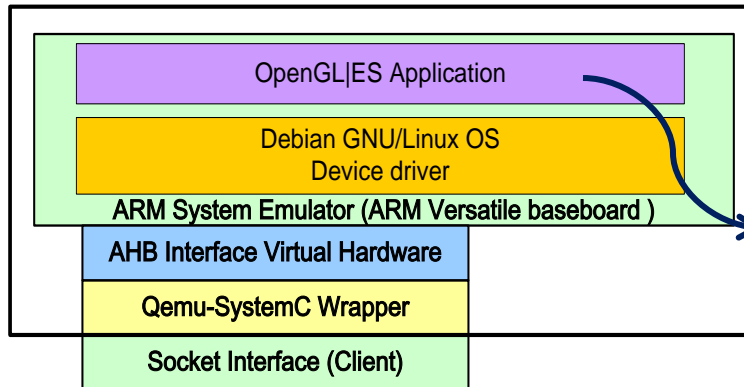 OpenGL|ES Application
Debian GNU/Linux OS
Device driver
ARM System Emulator (ARM Versatile baseboard )
AHB Interface Virtual Hardware
Qemu-SystemC Wrapper
Socket Interface (Client)